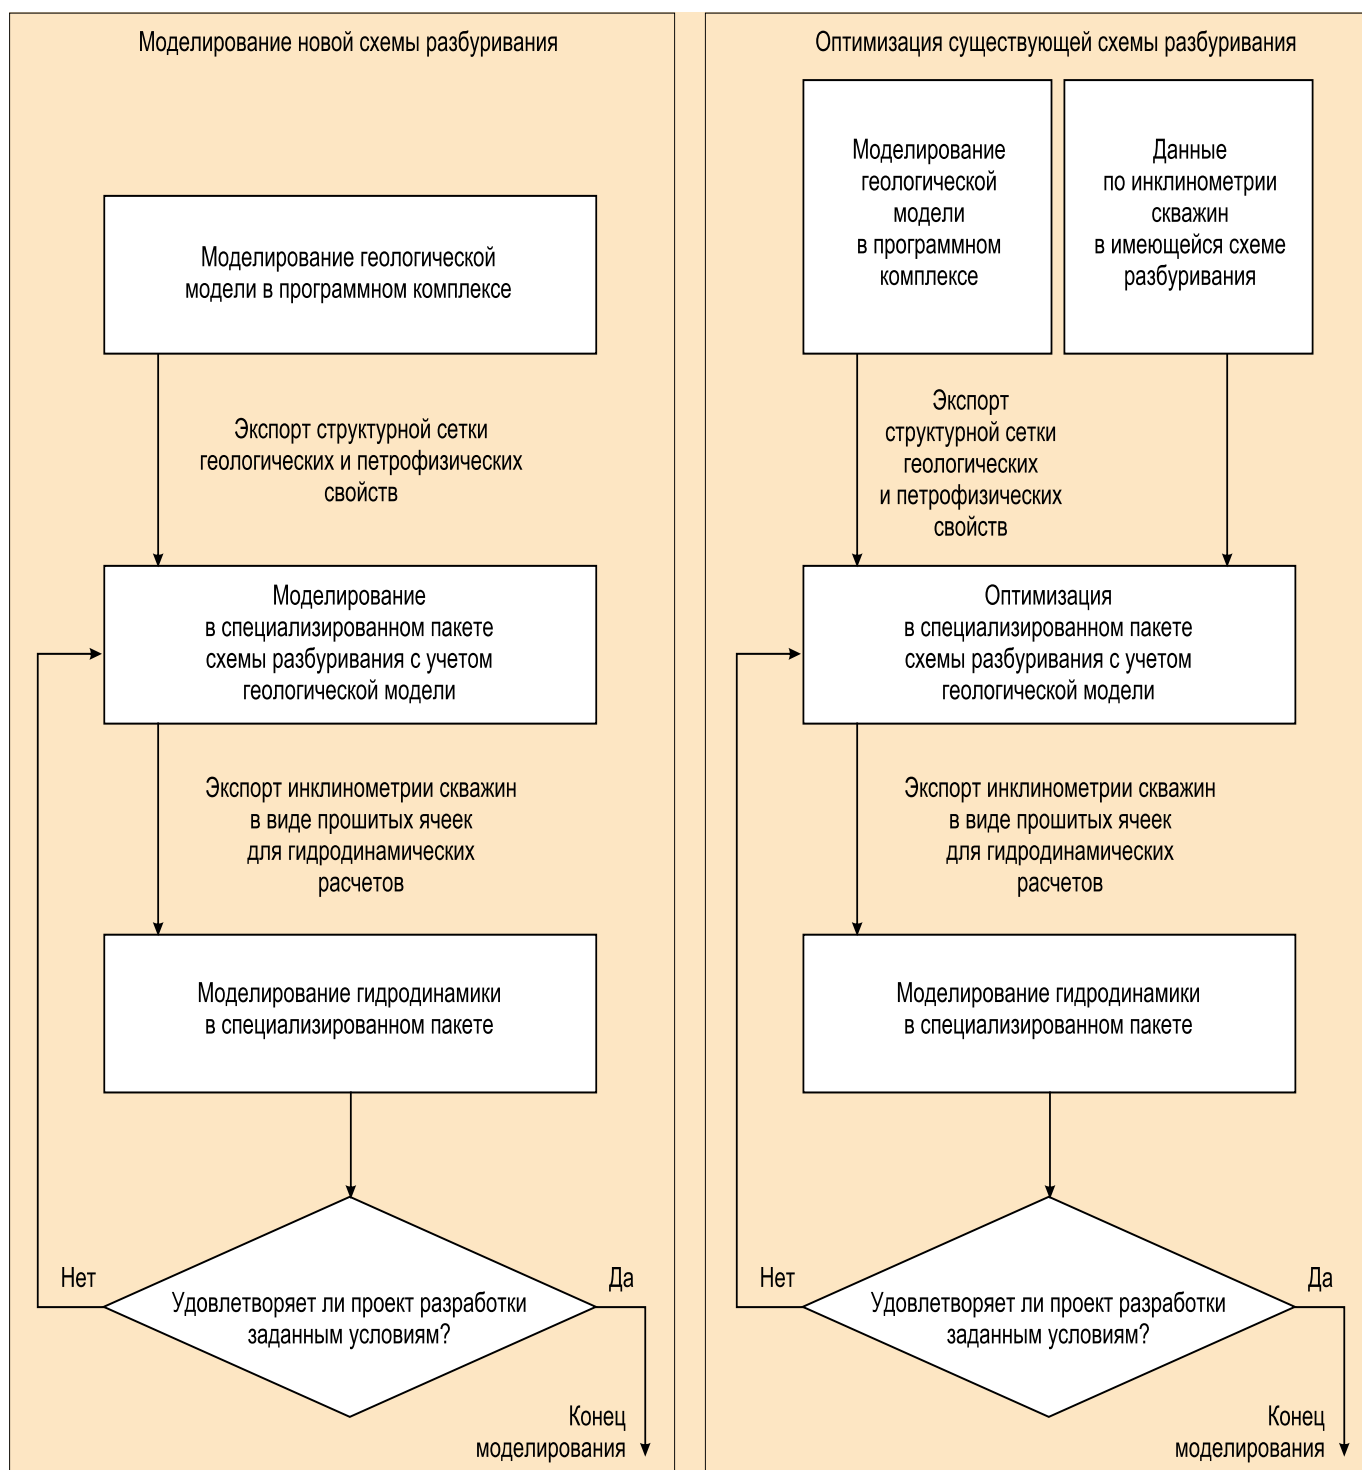 Моделирование новой схемы разбуривания
Моделирование геологической
модели в программном комплексе
Экспорт структурной сетки
геологических и петрофизических
свойств
Моделирование
в специализированном пакете
схемы разбуривания с учетом
геологической модели
Экспорт инклинометрии скважин
в виде прошитых ячеек
для гидродинамических
расчетов
Моделирование гидродинамики
в специализированном пакете
Нет
Да
Удовлетворяет ли проект разработки
заданным условиям?
Конец
моделирования
Оптимизация существующей схемы разбуривания
Моделирование
геологической
модели
в программном
комплексе
Данные
по инклинометрии
скважин
в имеющейся схеме
разбуривания
Экспорт
структурной сетки
геологических
и петрофизических
свойств
Оптимизация
в специализированном пакете
схемы разбуривания с учетом
геологической модели
Экспорт инклинометрии скважин
в виде прошитых ячеек
для гидродинамических
расчетов
Моделирование гидродинамики
в специализированном пакете
Нет
Да
Удовлетворяет ли проект разработки
заданным условиям?
Конец
моделирования